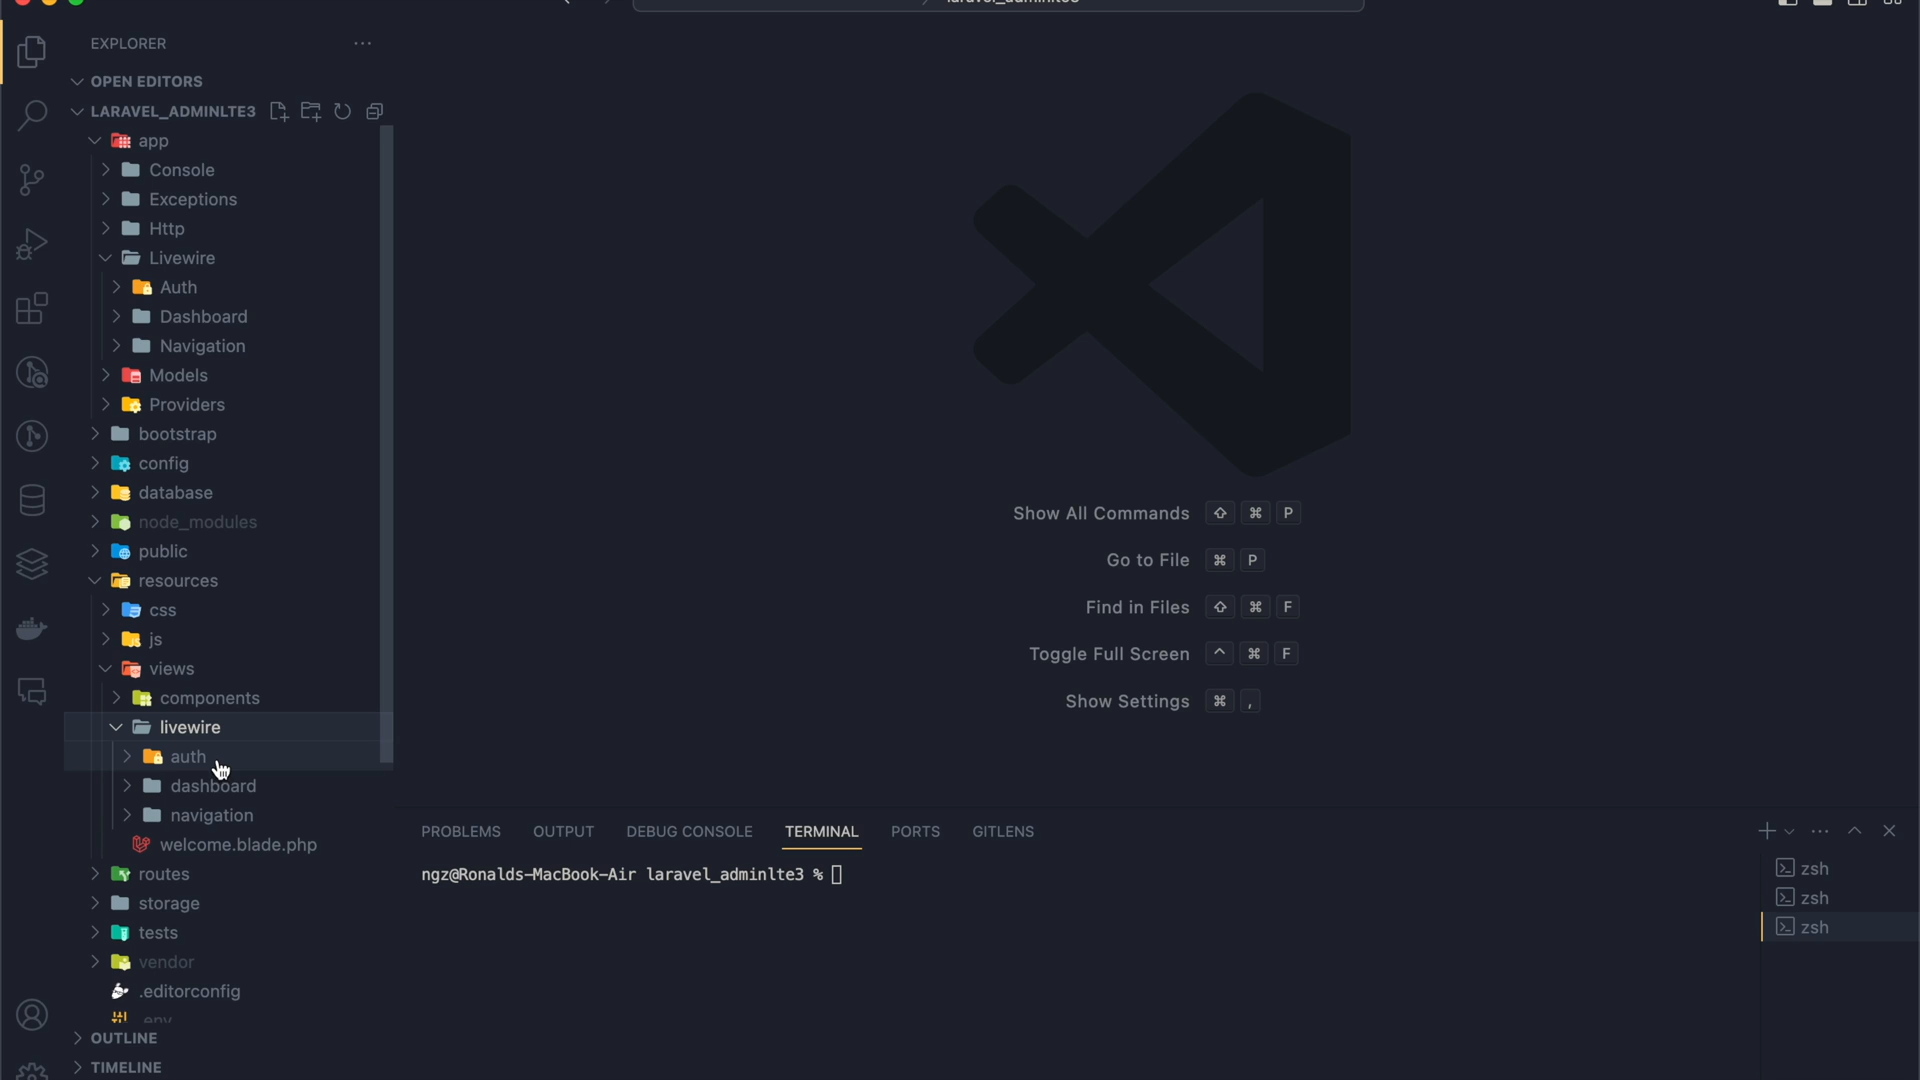 EXPLORER
OPEN EDITORS
LARAVEL_ADMINLTE3
app
Console
Exceptions
Http
Livewire
Auth
Dashboard
Navigation
Models
Providers
bootstrap
config
database
node_modules
public
resources
css
js
views
components
livewire
auth
dashboard
navigation
welcome.blade.php
routes
storage
tests
vendor
.editorconfig
.env
OUTLINE
TIMELINE
laravel_adminlte3
Show All Commands ⇧ ⌘ P
Go to File ⌘ P
Find in Files ⇧ ⌘ F
Toggle Full Screen ^ ⌘ F
Show Settings ⌘ ,
PROBLEMS OUTPUT DEBUG CONSOLE TERMINAL PORTS GITLENS
ngz@Ronalds-MacBook-Air laravel_adminlte3 %
zsh
zsh
zsh